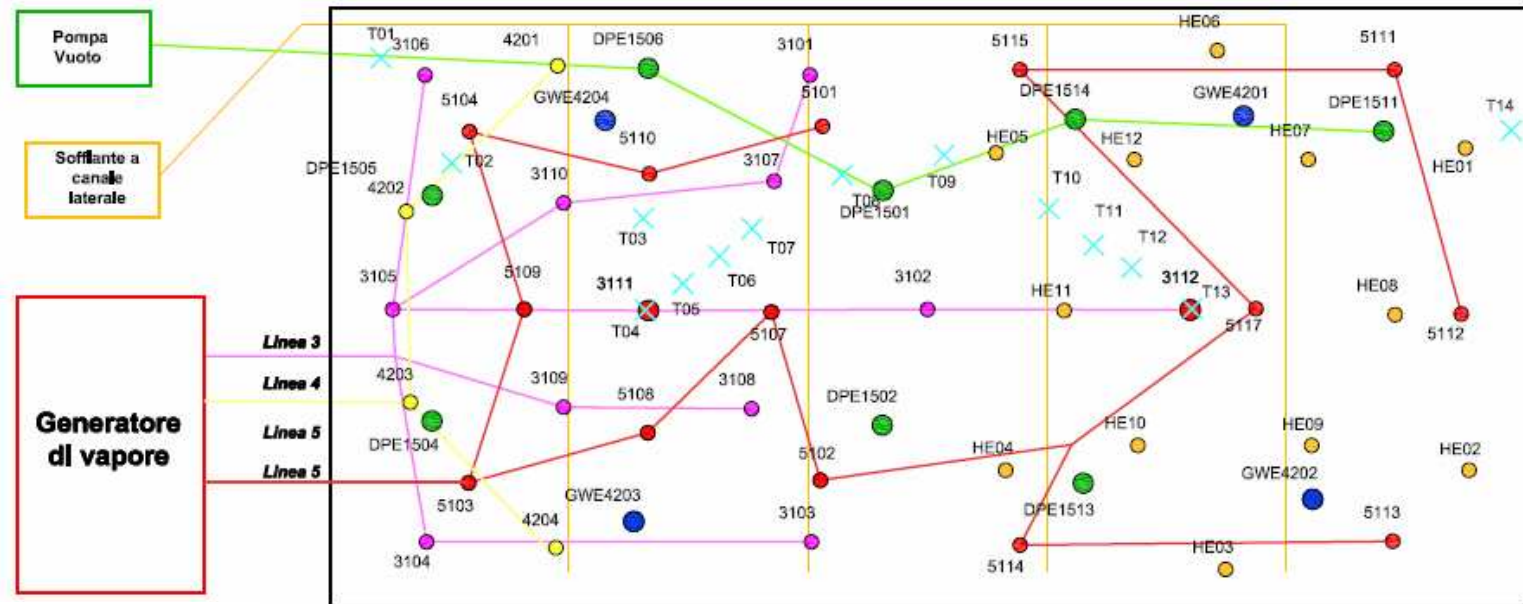 Pompa
Vuoto
Soffiante a
canale
laterale
Generatore
di vapore
Linea 3
Linea 4
Linea 5
Linea 5
T01
3106
4201
DPE1506
3101
5115
HE06
5111
5104
GWE4204
5110
5101
DPE1514
GWE4201
DPE1511
T14
DPE1505
T02
3110
3107
HE05
HE12
HE07
HE01
4202
T03
T07
T08
DPE1501
T09
T10
T11
T12
3105
5109
3111
T04
T05
T06
5107
3102
HE11
3112
T13
5117
HE08
5112
4203
3109
5108
3108
DPE1502
DPE1504
5102
HE04
HE10
HE09
HE02
5103
GWE4203
4204
3103
DPE1513
GWE4202
3104
5114
HE03
5113